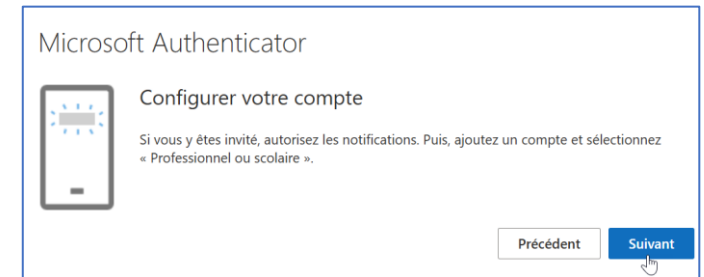 Microsoft Authenticator
Configurer votre compte
Si vous y êtes invité, autorisez les notifications. Puis, ajoutez un compte et sélectionnez
« Professionnel ou scolaire ».
Précédent
Suivant